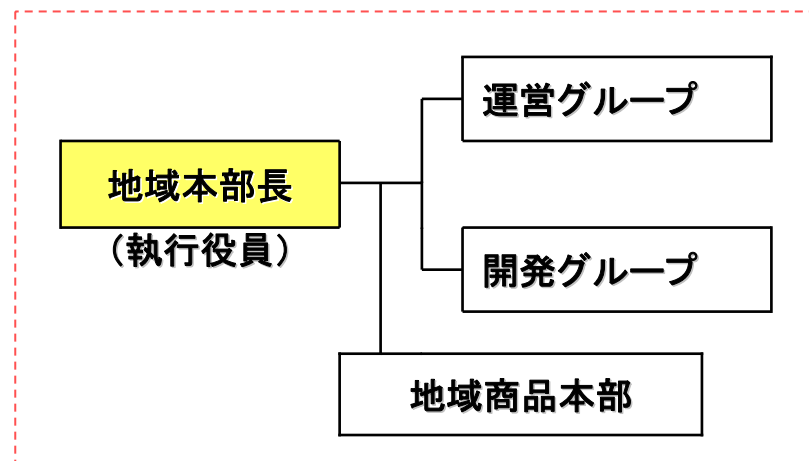 運営グループ
地域本部長
（執行役員）
開発グループ
地域商品本部